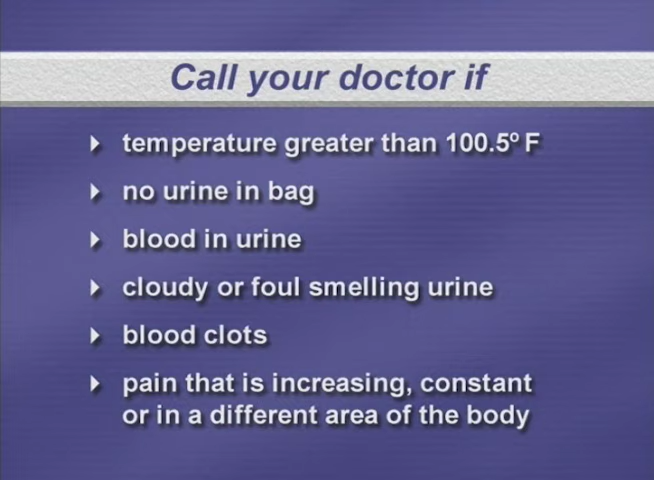 Call your doctor if
temperature greater than 100.5º F
no urine in bag
blood in urine
cloudy or foul smelling urine
blood clots
pain that is increasing, constant
or in a different area of the body